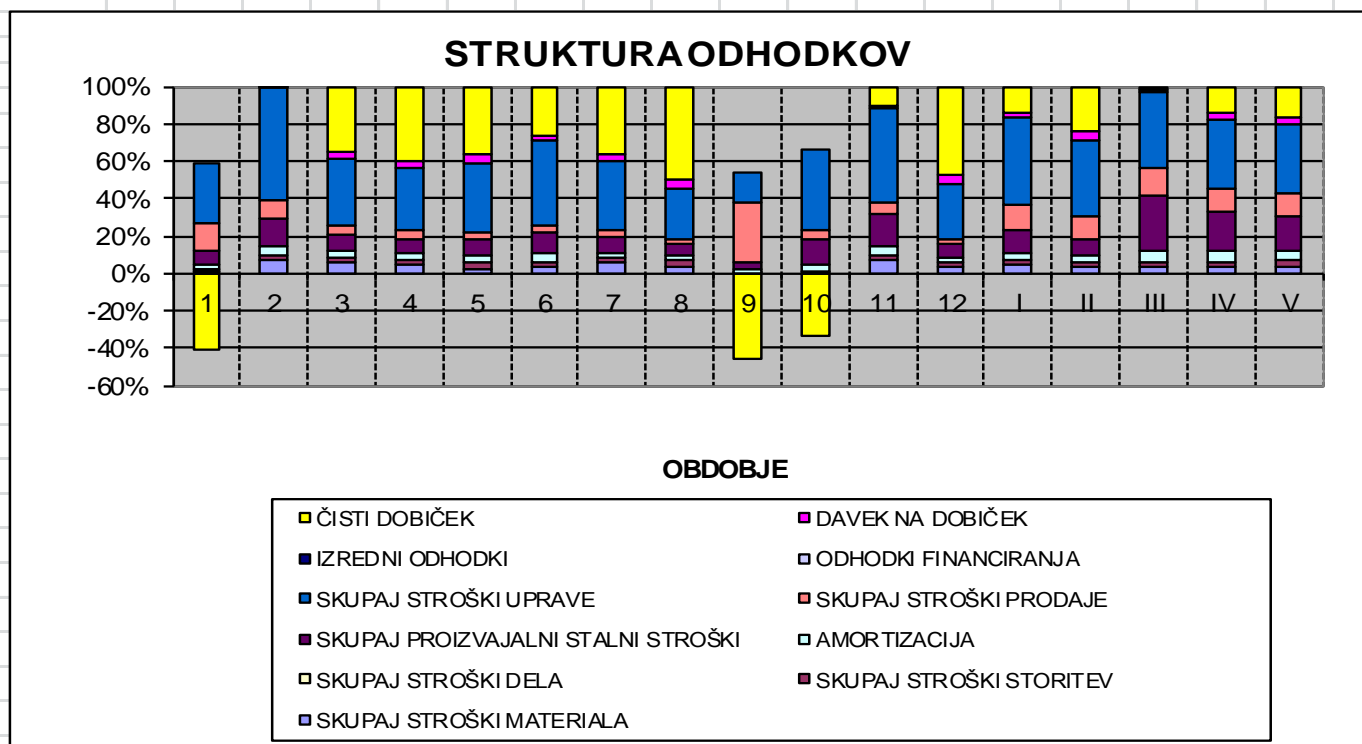 STRUKTURA ODHODKOV
100%
80%
60%
40%
20%
0%
-20%
-40%
-60%
1 2 3 4 5 6 7 8 9 10 11 12 I II III IV V
OBDOBJE
ČISTI DOBIČEK DAVEK NA DOBIČEK
IZREDNI ODHODKI ODHODKI FINANCIRANJA
SKUPAJ STROŠKI UPRAVE SKUPAJ STROŠKI PRODAJE
SKUPAJ PROIZVAJALNI STALNI STROŠKI AMORTIZACIJA
SKUPAJ STROŠKI DELA SKUPAJ STROŠKI STORITEV
SKUPAJ STROŠKI MATERIALA